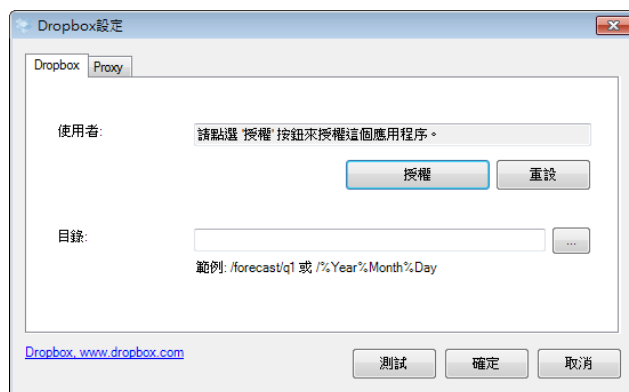 Dropbox設定
Dropbox Proxy
使用者: 請點選 '授權' 按鈕來授權這個應用程序。
授權 重設
目錄: ...
範例: /forecast/q1 或 /%Year%Month%Day
Dropbox, www.dropbox.com 測試 確定 取消